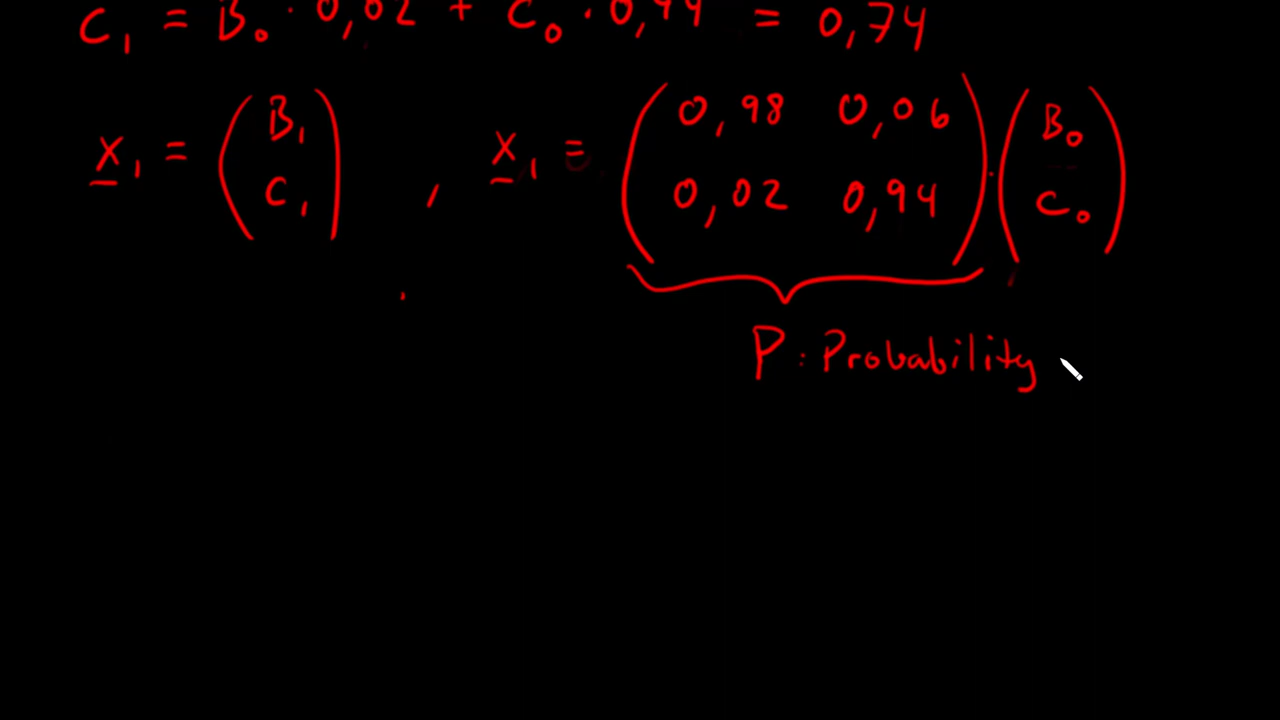 C₁ = B₀ · 0,02 + C₀ · 0,94 = 0,74
x₁ = (B₁ C₁) , x₁ = (0,98 0,06 0,02 0,94) · (B₀ C₀)
P : Probability